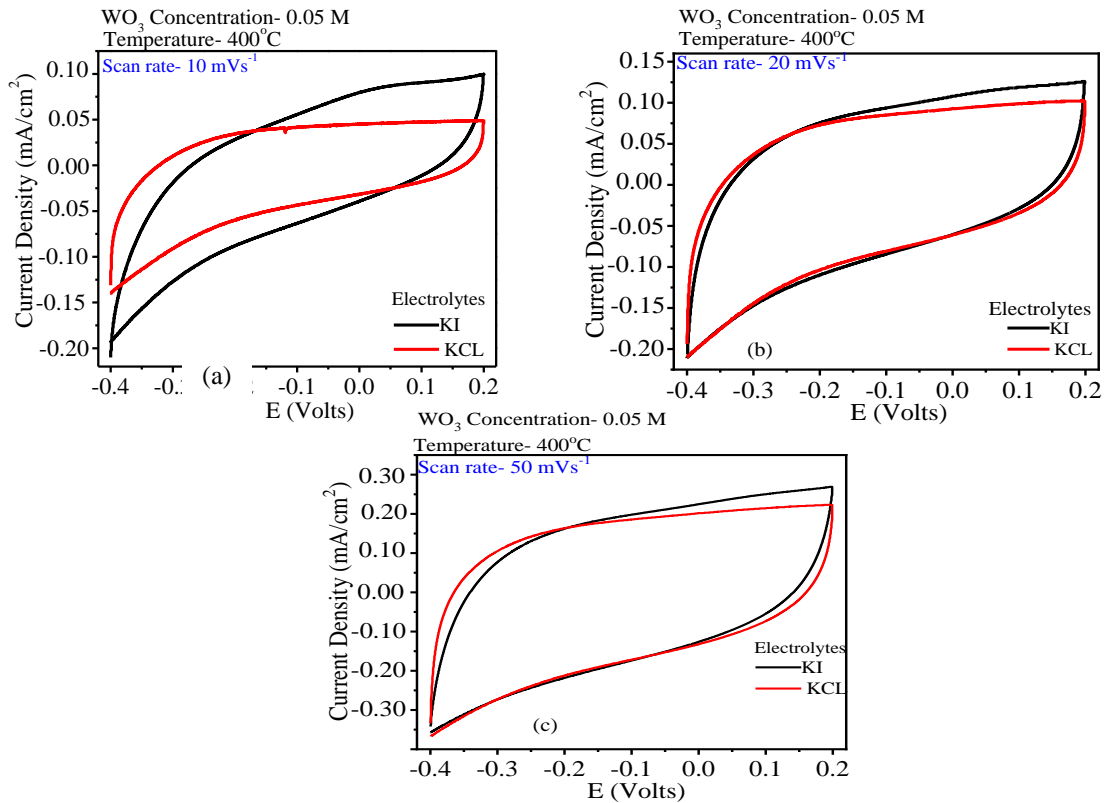 WO₃ Concentration- 0.05 M
Temperature- 400°C
Scan rate- 10 mVs⁻¹
0.10
0.05
0.00
-0.05
-0.10
-0.15
-0.20
Current Density (mA/cm²)
Electrolytes
KI
KCL
(a)
-0.4
-0.1
0.0
0.1
0.2
E (Volts)
WO₃ Concentration- 0.05 M
Temperature- 400°C
Scan rate- 20 mVs⁻¹
0.15
0.10
0.05
0.00
-0.05
-0.10
-0.15
-0.20
Current Density (mA/cm²)
Electrolytes
KI
KCL
(b)
-0.4 -0.3 -0.2 -0.1 0.0 0.1 0.2
E (Volts)
WO₃ Concentration- 0.05 M
Temperature- 400°C
Scan rate- 50 mVs⁻¹
0.30
0.20
0.10
0.00
-0.10
-0.20
-0.30
Current Density (mA/cm²)
Electrolytes
KI
KCL
(c)
-0.4 -0.3 -0.2 -0.1 0.0 0.1 0.2
E (Volts)